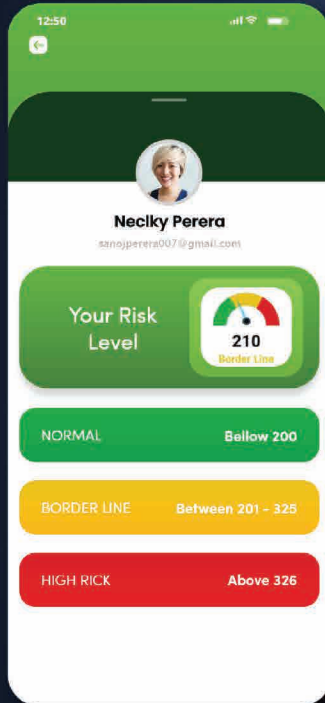 12:50
Neclky Perera
sanojperera007@gmail.com
Your Risk
Level
210
Border Line
NORMAL Bellow 200
BORDER LINE Between 201 - 325
HIGH RICK Above 326